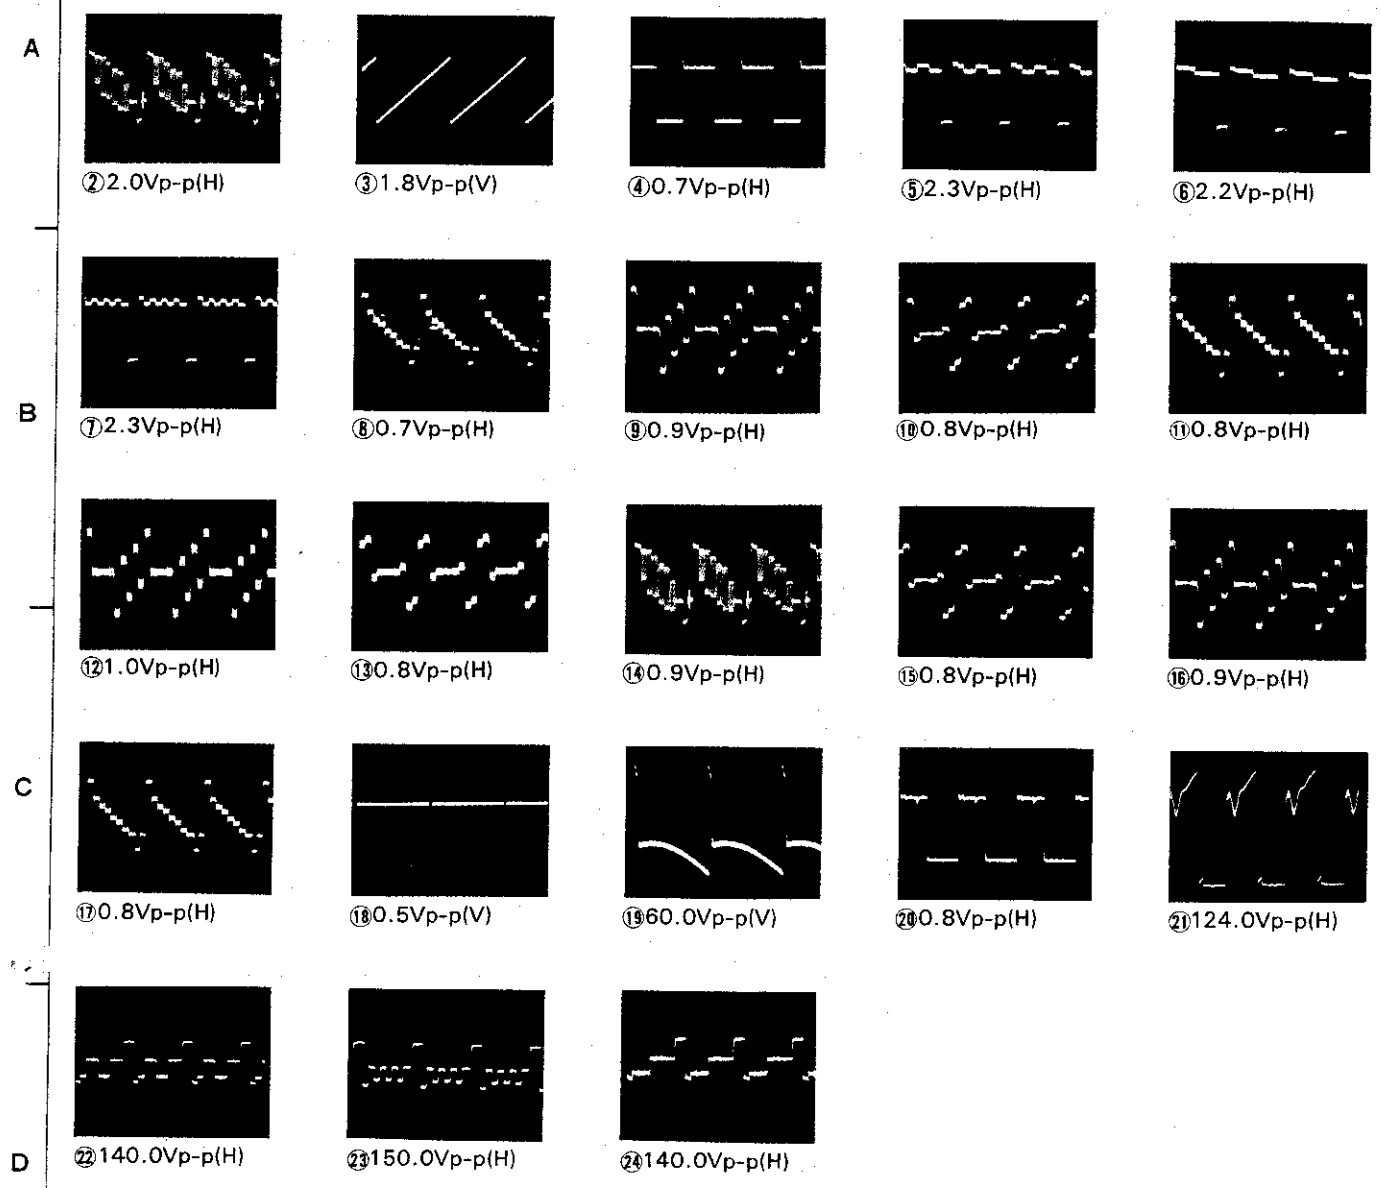 A
②2.0Vp-p(H) ③1.8Vp-p(V) ④0.7Vp-p(H) ⑤2.3Vp-p(H) ⑥2.2Vp-p(H)
B
⑦2.3Vp-p(H) ⑧0.7Vp-p(H) ⑨0.9Vp-p(H) ⑩0.8Vp-p(H) ⑪0.8Vp-p(H)
⑫1.0Vp-p(H) ⑬0.8Vp-p(H) ⑭0.9Vp-p(H) ⑮0.8Vp-p(H) ⑯0.9Vp-p(H)
C
⑰0.8Vp-p(H) ⑱0.5Vp-p(V) ⑲60.0Vp-p(V) ⑳0.8Vp-p(H) ㉑124.0Vp-p(H)
㉒140.0Vp-p(H) ㉓150.0Vp-p(H) ㉔140.0Vp-p(H)
D